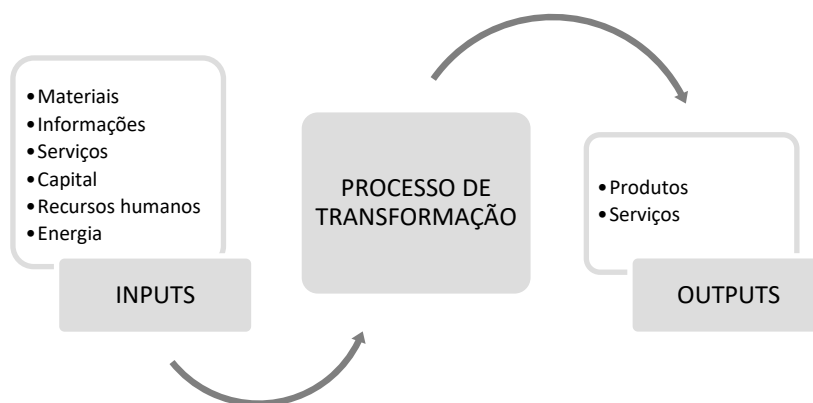 •Materiais
•Informações
•Serviços
•Capital
•Recursos humanos
•Energia
INPUTS
PROCESSO DE
TRANSFORMAÇÃO
•Produtos
•Serviços
OUTPUTS